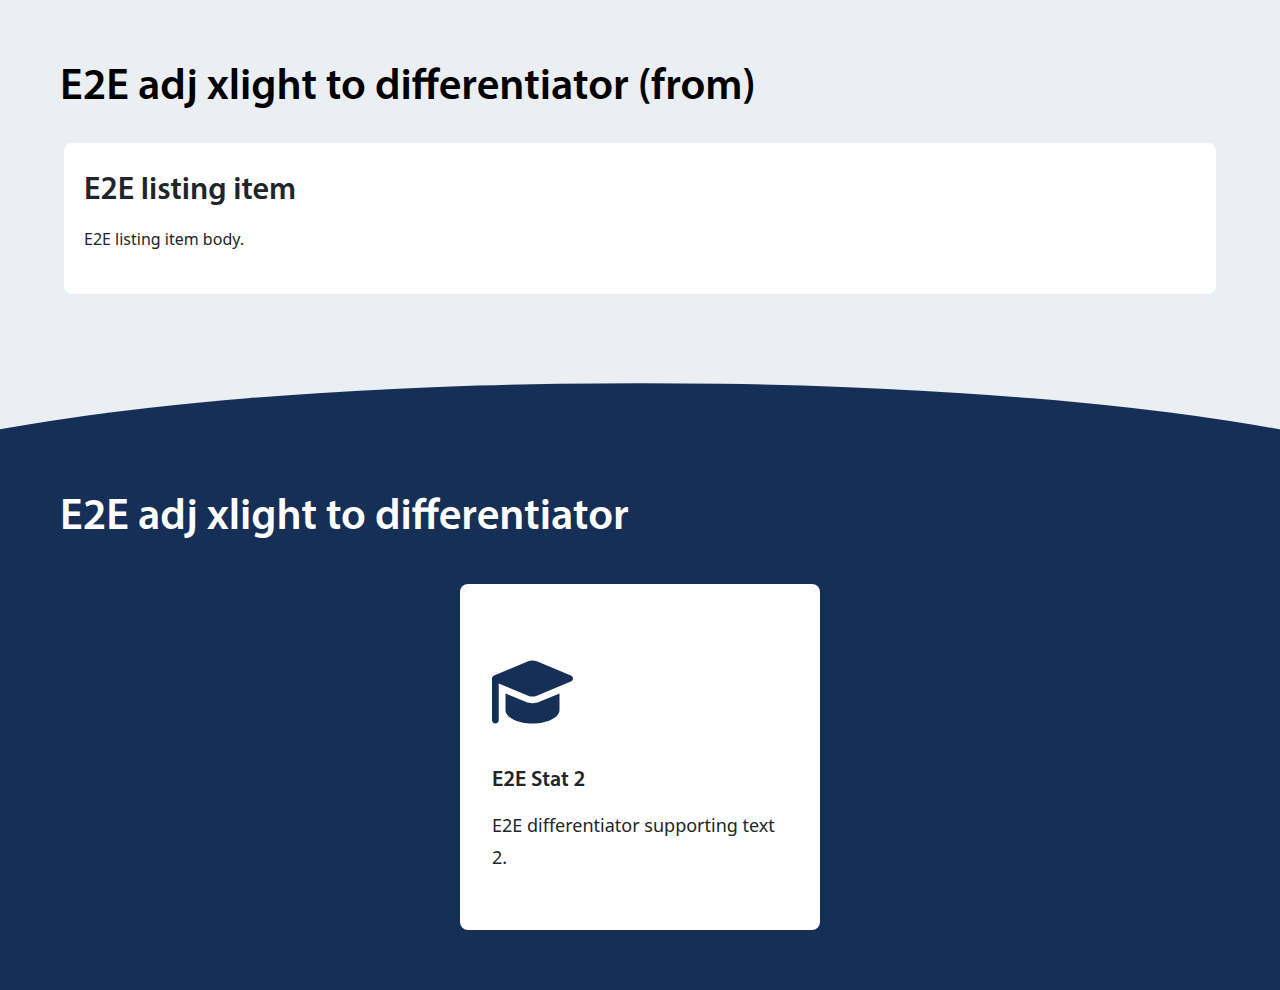 E2E adj xlight to differentiator (from)
E2E listing item
E2E listing item body.
E2E adj xlight to differentiator
E2E Stat 2
E2E differentiator supporting text
2.